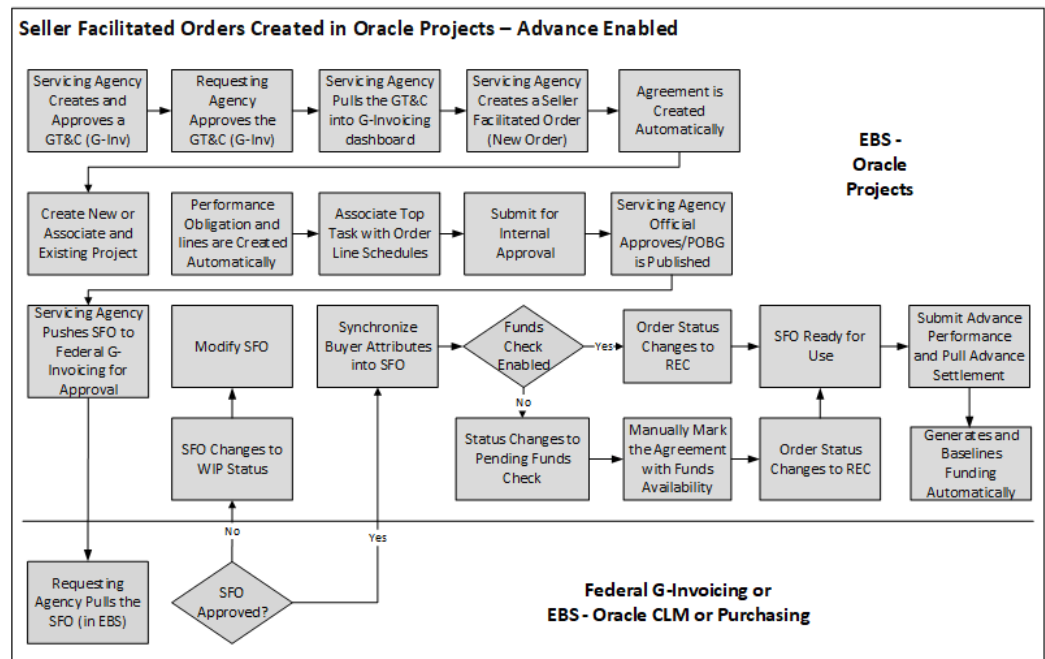 Seller Facilitated Orders Created in Oracle Projects – Advance Enabled
Servicing Agency
Creates and
Approves a
GT&C (G-Inv)
Requesting
Agency
Approves the
GT&C (G-Inv)
Servicing Agency
Pulls the GT&C
into G-Invoicing
dashboard
Servicing Agency
Creates a Seller
Facilitated Order
(New Order)
Agreement is
Created
Automatically
EBS -
Oracle
Projects
Create New or
Associate and
Existing Project
Performance
Obligation and
lines are Created
Automatically
Associate Top
Task with Order
Line Schedules
Submit for
Internal
Approval
Servicing Agency
Official
Approves/POBG
is Published
Servicing Agency
Pushes SFO to
Federal G-
Invoicing for
Approval
Modify SFO
Synchronize
Buyer Attributes
into SFO
Funds
Check
Enabled
Yes
Order Status
Changes to
REC
SFO Ready for
Use
Submit Advance
Performance
and Pull Advance
Settlement
No
SFO Changes to
WIP Status
Status Changes to
Pending Funds
Check
Manually Mark
the Agreement
with Funds
Availability
Order Status
Changes to REC
Generates and
Baselines
Funding
Automatically
No
Yes
Requesting
Agency Pulls the
SFO (in EBS)
SFO
Approved?
Federal G-Invoicing or
EBS - Oracle CLM or Purchasing